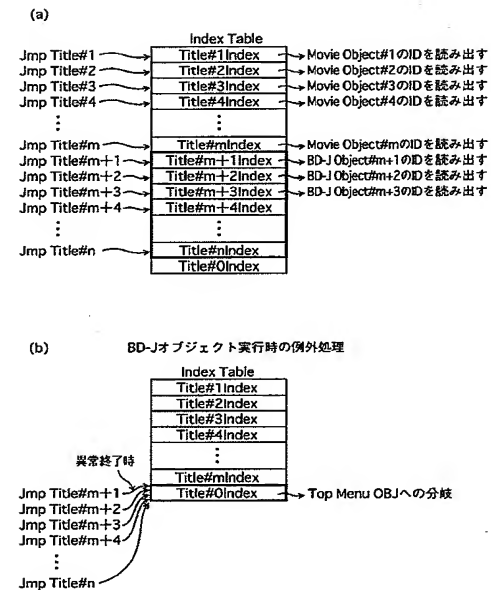 (a)
Index Table
Jmp Title#1 Title#1Index Movie Object#1のIDを読み出す
Jmp Title#2 Title#2Index Movie Object#2のIDを読み出す
Jmp Title#3 Title#3Index Movie Object#3のIDを読み出す
Jmp Title#4 Title#4Index Movie Object#4のIDを読み出す
Jmp Title#m Title#mIndex Movie Object#mのIDを読み出す
Jmp Title#m+1 Title#m+1Index BD-J Object#m+1のIDを読み出す
Jmp Title#m+2 Title#m+2Index BD-J Object#m+2のIDを読み出す
Jmp Title#m+3 Title#m+3Index BD-J Object#m+3のIDを読み出す
Jmp Title#m+4 Title#m+4Index
Jmp Title#n Title#nIndex
Title#0Index
(b) BD-Jオブジェクト実行時の例外処理
Index Table
Title#1Index
Title#2Index
Title#3Index
Title#4Index
異常終了時
Title#mIndex
Jmp Title#m+1 Title#0Index Top Menu OBJへの分岐
Jmp Title#m+2
Jmp Title#m+3
Jmp Title#m+4
Jmp Title#n